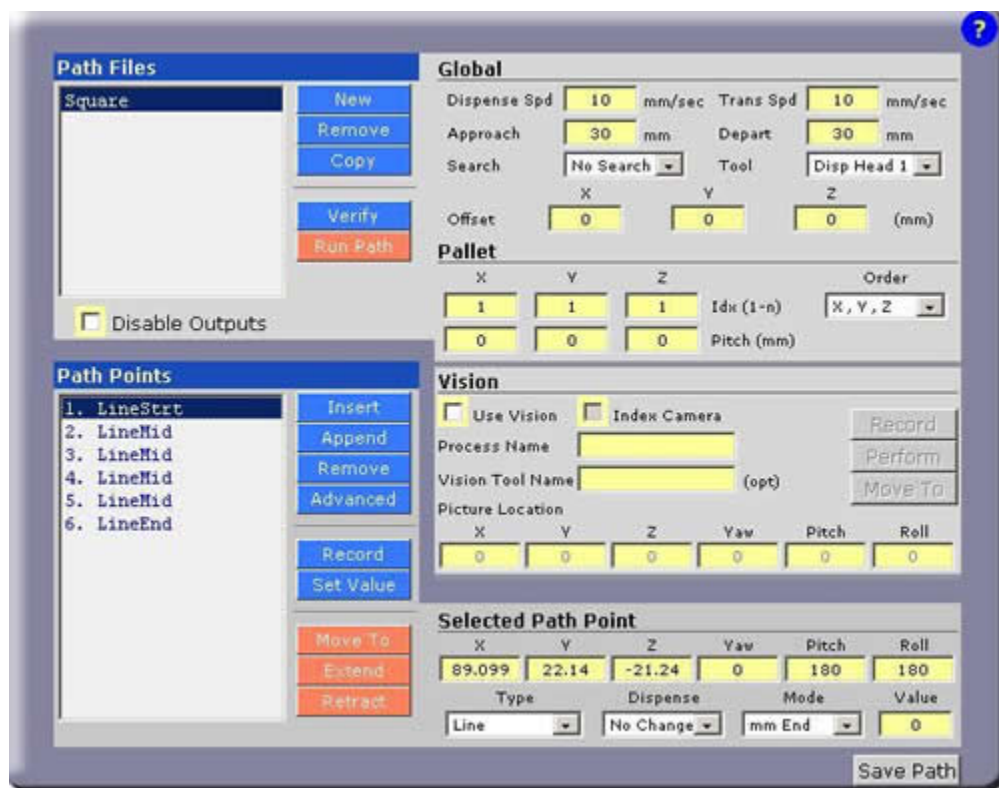 ?
Path Files
Square
New
Remove
Copy
Verify
Run Path
Disable Outputs
Global
Dispense Spd 10 mm/sec Trans Spd 10 mm/sec
Approach 30 mm Depart 30 mm
Search No Search Tool Disp Head 1
X Y Z
Offset 0 0 0 (mm)
Pallet
X Y Z Order
1 1 1 Idx (1-n) X, Y, Z
0 0 0 Pitch (mm)
Path Points
1. LineStrt
2. LineMid
3. LineMid
4. LineMid
5. LineMid
6. LineEnd
Insert
Append
Remove
Advanced
Record
Set Value
Move To
Extend
Retract
Vision
Use Vision Index Camera
Process Name
Vision Tool Name (opt)
Record
Perform
Move To
Picture Location
X Y Z Yaw Pitch Roll
0 0 0 0 0 0
Selected Path Point
X Y Z Yaw Pitch Roll
89.099 22.14 -21.24 0 180 180
Type Dispense Mode Value
Line No Change mm End 0
Save Path